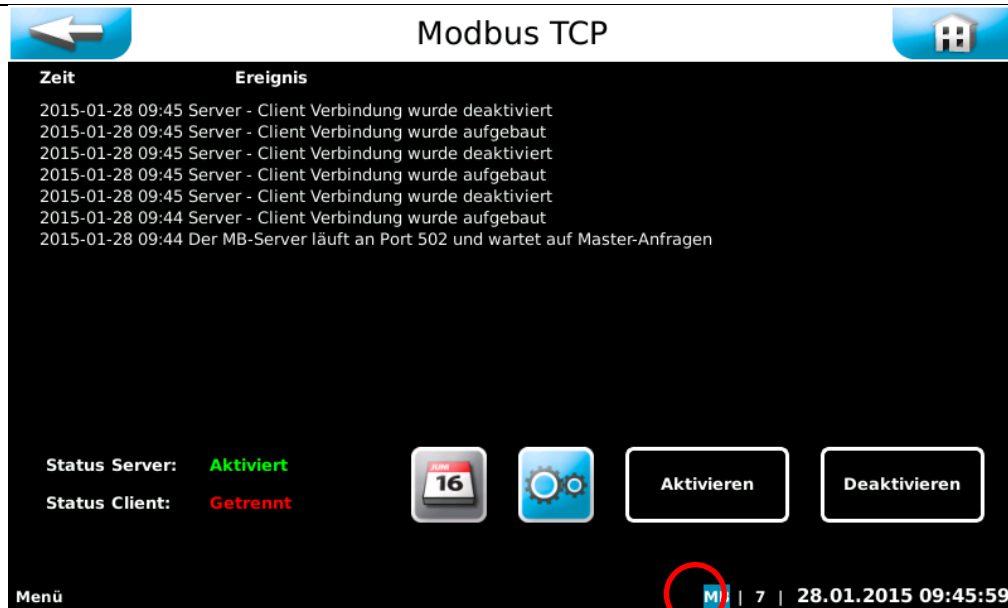 Modbus TCP
Zeit Ereignis
2015-01-28 09:45 Server - Client Verbindung wurde deaktiviert
2015-01-28 09:45 Server - Client Verbindung wurde aufgebaut
2015-01-28 09:45 Server - Client Verbindung wurde deaktiviert
2015-01-28 09:45 Server - Client Verbindung wurde aufgebaut
2015-01-28 09:45 Server - Client Verbindung wurde deaktiviert
2015-01-28 09:44 Server - Client Verbindung wurde aufgebaut
2015-01-28 09:44 Der MB-Server läuft an Port 502 und wartet auf Master-Anfragen
Status Server: Aktiviert
Status Client: Getrennt
JUNI
16
Aktivieren
Deaktivieren
Menü
MB | 7 | 28.01.2015 09:45:59